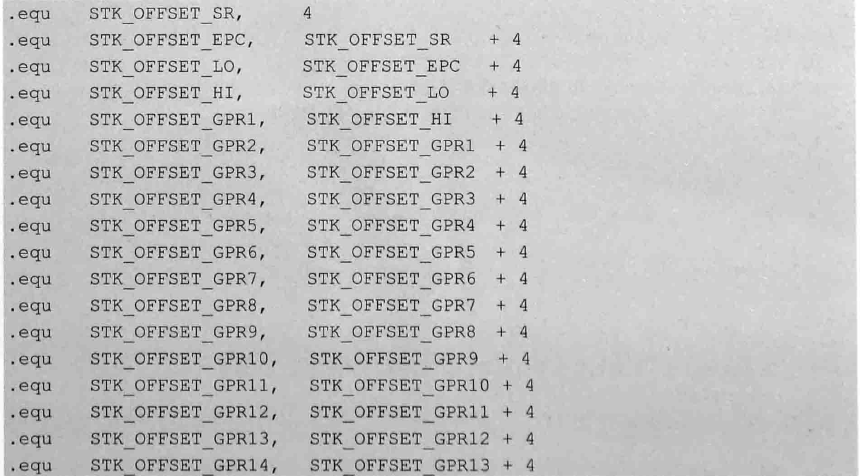 .equ STK_OFFSET_SR, 4
.equ STK_OFFSET_EPC, STK_OFFSET_SR + 4
.equ STK_OFFSET_LO, STK_OFFSET_EPC + 4
.equ STK_OFFSET_HI, STK_OFFSET_LO + 4
.equ STK_OFFSET_GPR1, STK_OFFSET_HI + 4
.equ STK_OFFSET_GPR2, STK_OFFSET_GPR1 + 4
.equ STK_OFFSET_GPR3, STK_OFFSET_GPR2 + 4
.equ STK_OFFSET_GPR4, STK_OFFSET_GPR3 + 4
.equ STK_OFFSET_GPR5, STK_OFFSET_GPR4 + 4
.equ STK_OFFSET_GPR6, STK_OFFSET_GPR5 + 4
.equ STK_OFFSET_GPR7, STK_OFFSET_GPR6 + 4
.equ STK_OFFSET_GPR8, STK_OFFSET_GPR7 + 4
.equ STK_OFFSET_GPR9, STK_OFFSET_GPR8 + 4
.equ STK_OFFSET_GPR10, STK_OFFSET_GPR9 + 4
.equ STK_OFFSET_GPR11, STK_OFFSET_GPR10 + 4
.equ STK_OFFSET_GPR12, STK_OFFSET_GPR11 + 4
.equ STK_OFFSET_GPR13, STK_OFFSET_GPR12 + 4
.equ STK_OFFSET_GPR14, STK_OFFSET_GPR13 + 4